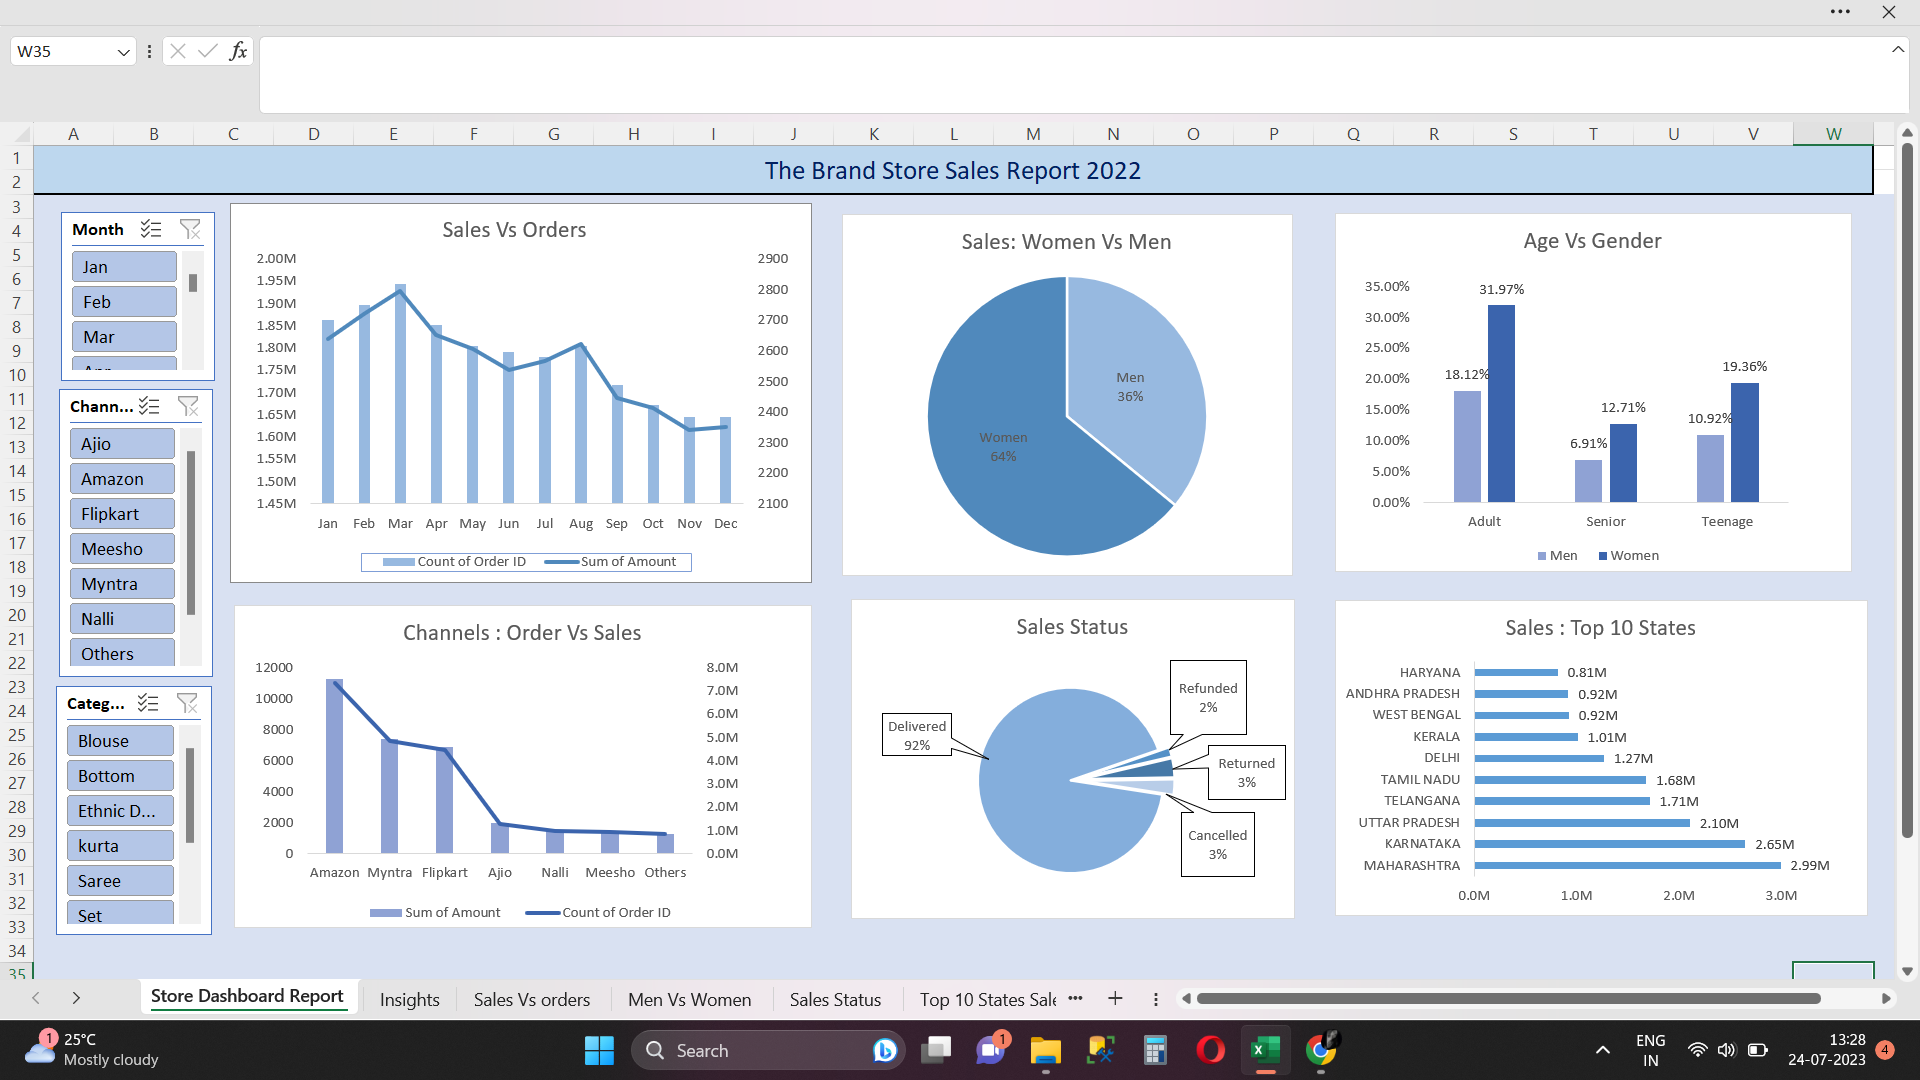 W35
fx
A B C D E F G H I J K L M N O P Q R S T U V W
1
2
3
4
5
6
7
8
9
10
11
12
13
14
15
16
17
18
19
20
21
22
23
24
25
26
27
28
29
30
31
32
33
34
35
The Brand Store Sales Report 2022
Month
Jan
Feb
Mar
Apr
Chann...
Ajio
Amazon
Flipkart
Meesho
Myntra
Nalli
Others
Categ...
Blouse
Bottom
Ethnic D...
kurta
Saree
Set
Sales Vs Orders
2.00M
1.95M
1.90M
1.85M
1.80M
1.75M
1.70M
1.65M
1.60M
1.55M
1.50M
1.45M
2900
2800
2700
2600
2500
2400
2300
2200
2100
Jan Feb Mar Apr May Jun Jul Aug Sep Oct Nov Dec
Count of Order ID Sum of Amount
Sales: Women Vs Men
Men
36%
Women
64%
Age Vs Gender
35.00%
30.00%
25.00%
20.00%
15.00%
10.00%
5.00%
0.00%
18.12%
31.97%
6.91%
12.71%
10.92%
19.36%
Adult Senior Teenage
Men Women
Channels : Order Vs Sales
12000
10000
8000
6000
4000
2000
0
8.0M
7.0M
6.0M
5.0M
4.0M
3.0M
2.0M
1.0M
0.0M
Amazon Myntra Flipkart Ajio Nalli Meesho Others
Sum of Amount Count of Order ID
Sales Status
Delivered
92%
Refunded
2%
Returned
3%
Cancelled
3%
Sales : Top 10 States
HARYANA 0.81M
ANDHRA PRADESH 0.92M
WEST BENGAL 0.92M
KERALA 1.01M
DELHI 1.27M
TAMIL NADU 1.68M
TELANGANA 1.71M
UTTAR PRADESH 2.10M
KARNATAKA 2.65M
MAHARASHTRA 2.99M
0.0M 1.0M 2.0M 3.0M
Store Dashboard Report Insights Sales Vs orders Men Vs Women Sales Status Top 10 States Sale
1
25°C
Mostly cloudy
Search
1
ENG
IN
13:28
24-07-2023
4